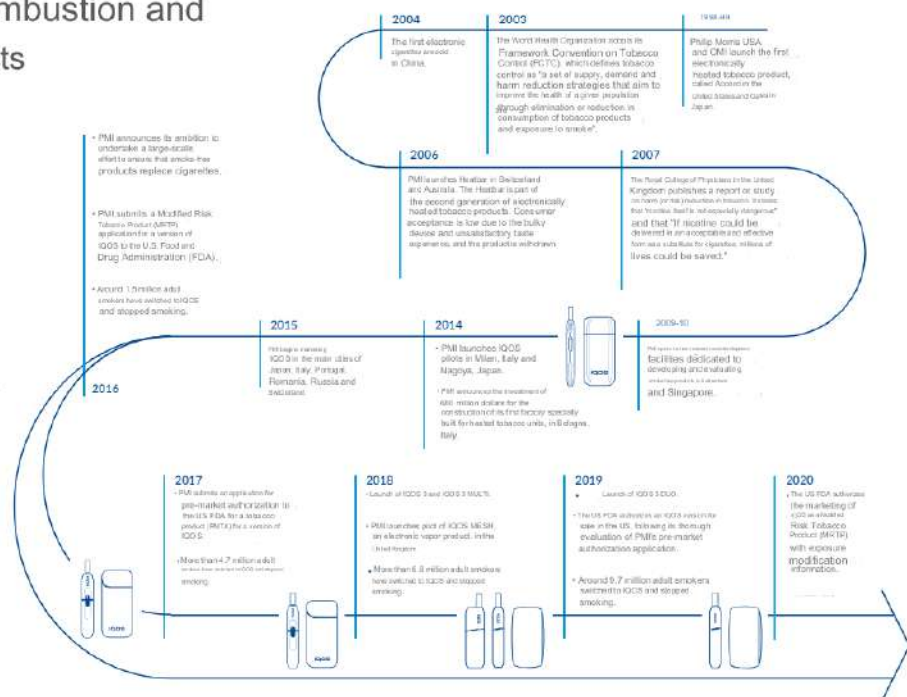 mbustion and
ts
2004
The first electronic
in China.
2003
the World Health Organization adopts its
Framework Convention on Tobacco
Control (FCTC), which defines tobacco
control as "a set of supply, demand and
harm reduction strategies that aim to
improve the health of a given population
through elimination or reduction in
consumption of tobacco products
and exposure to smoke".
1998-99
Philip Morris USA
and CMI launch the first
electronically
heated tobacco product,
called Accord in the
United States and
Japan
2006
PMI launches Heatbar in Switzerland
and Australia. The Heatbar is part of
the second generation of electronically
heated tobacco products. Consumer
acceptance is low due to the bulky
device and unsatisfactory taste
experience, and the product is withdrawn.
2007
The Royal College of Physicians in the United
Kingdom publishes a report or study
on harm
that "nicotine itself is not especially dangerous"
and that "If nicotine could be
delivered in an acceptable and effective
form as a substitute for cigarettes, millions of
lives could be saved."
2009-10
facilities dedicated to
developing and evaluating
and Singapore.
2014
• PMI launches IQOS
pilots in Milan, Italy and
Nagoya, Japan.
• PMI announces the investment of
million dollars for the
construction of its first factory specially
built for heated tobacco units, in Bologna,
Italy
IQOS
2015
PMI begins
IQOS in the main cities of
Japan, Italy, Portugal,
Romania, Russia and
Switzerland
• PMI announces its ambition to
undertake a large-scale
effort to ensure that smoke-free
products replace cigarettes.
• PMI submits a Modified Risk
Tobacco Product (MRTP)
application for a version of
IQOS to the U.S. Food and
Drug Administration (FDA).
• Around 1.5 million adult
smokers have switched to IQOS
and stopped smoking.
2016
2017
• PMI submits an application for
pre-market authorization to
the US FDA for a tobacco
product (PMTA) for a version of
IQOS.
• More than 4.7 million adult
smoking.
2018
• Launch of IQOS 3 and IQOS 3 MULTI.
• PMI launches pilot of IQOS MESH
an electronic vapor product, in the
United Kingdom
• More than 6.6 million adult smokers
have switched to IQOS and stopped
smoking.
2019
• Launch of IQOS 3 DUO.
• The US FDA authorizes an IQOS version for
sale in the US, following its thorough
evaluation of PMI's pre-market
authorization application.
• Around 9.7 million adult smokers
switched to IQOS and stopped
smoking.
2020
• The US FDA authorizes
the marketing of
Risk Tobacco
Product (MRTP)
with exposure
modification
information.
IQOS
IQOS